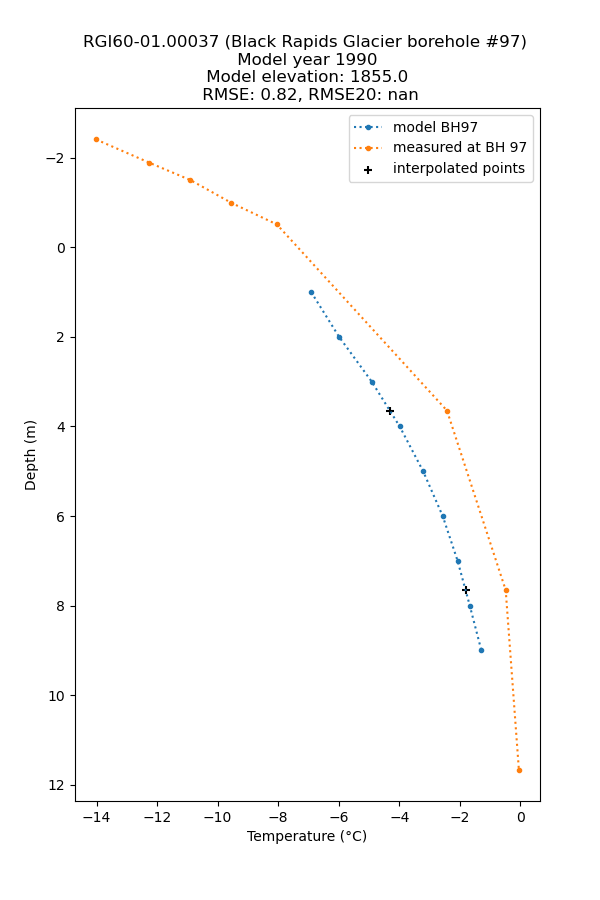 RGI60-01.00037 (Black Rapids Glacier borehole #97)
Model year 1990
Model elevation: 1855.0
RMSE: 0.82, RMSE20: nan
model BH97
measured at BH 97
interpolated points
−2
0
2
4
6
8
10
12
Depth (m)
−14
−12
−10
−8
−6
−4
−2
0
Temperature (°C)